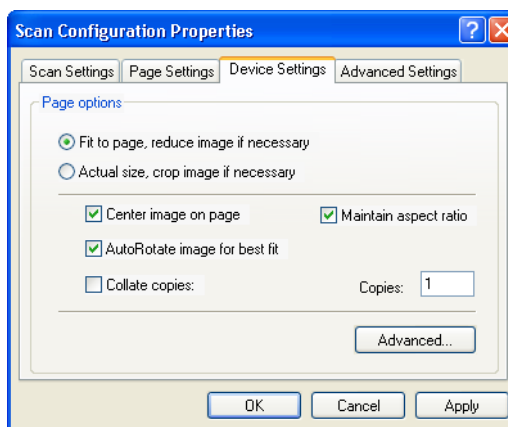 Scan Configuration Properties
Scan Settings Page Settings Device Settings Advanced Settings
Page options
Fit to page, reduce image if necessary
Actual size, crop image if necessary
Center image on page Maintain aspect ratio
AutoRotate image for best fit
Collate copies: Copies: 1
Advanced...
OK Cancel Apply